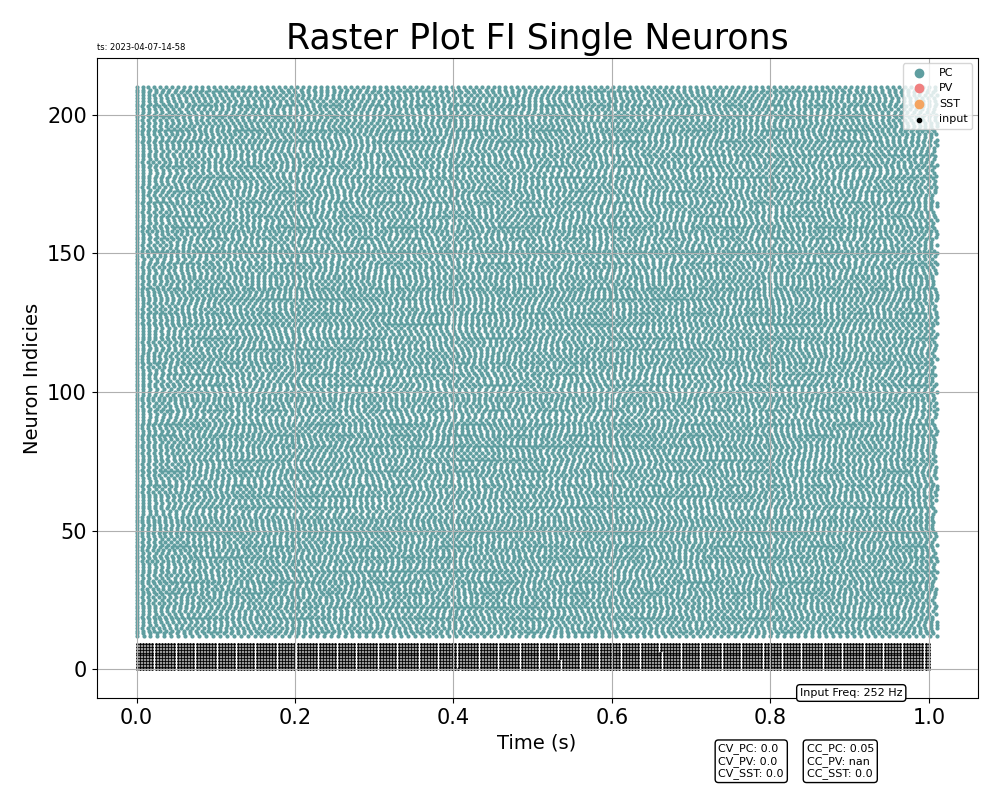 Raster Plot FI Single Neurons
ts: 2023-04-07-14-58
PC
PV
SST
input
200
150
100
50
0
Neuron Indicies
0.0 0.2 0.4 0.6 0.8 1.0
Time (s)
Input Freq: 252 Hz
CV_PC: 0.0
CV_PV: 0.0
CV_SST: 0.0
CC_PC: 0.05
CC_PV: nan
CC_SST: 0.0